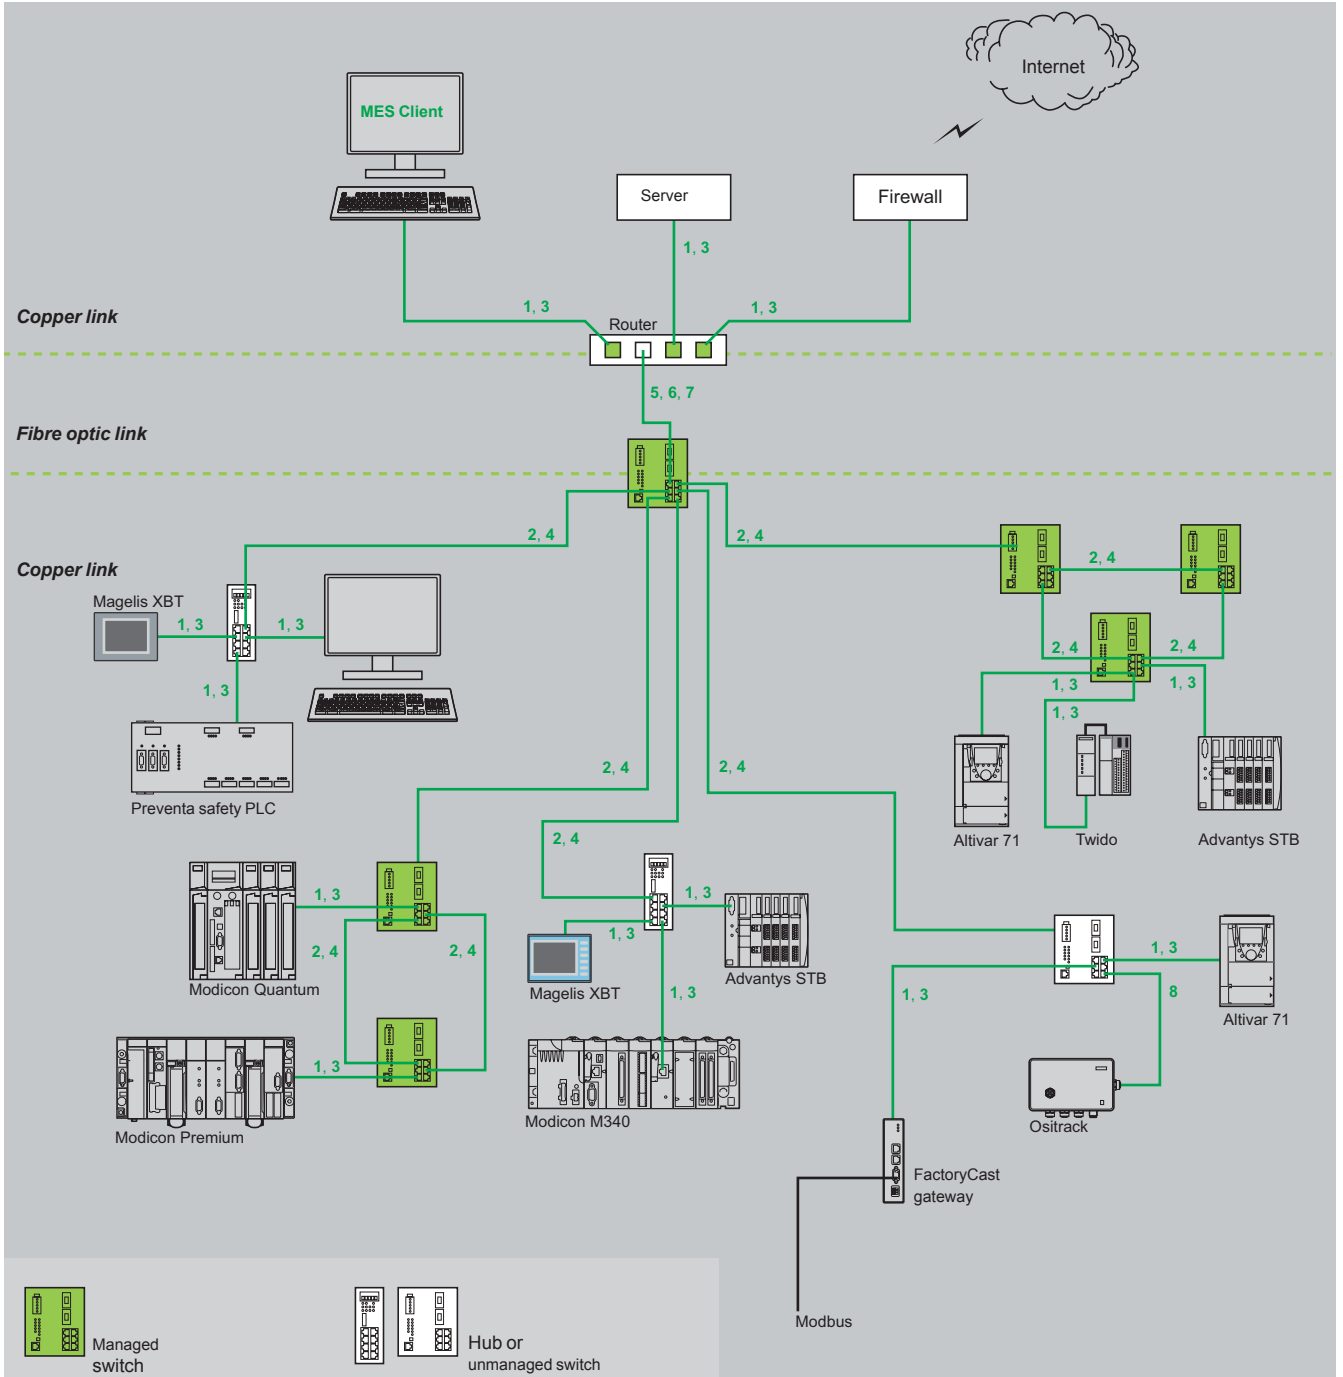 Internet
MES Client
Server
Firewall
1, 3
1, 3
1, 3
Copper link
Router
5, 6, 7
Fibre optic link
2, 4
2, 4
2, 4
Copper link
Magelis XBT
1, 3
1, 3
2, 4
2, 4
1, 3
1, 3
1, 3
1, 3
Preventa safety PLC
2, 4
2, 4
Altivar 71
Twido
Advantys STB
2, 4
1, 3
1, 3
1, 3
2, 4
2, 4
1, 3
8
Modicon Quantum
Magelis XBT
Advantys STB
1, 3
1, 3
Altivar 71
1, 3
Modicon M340
Ositrack
Modicon Premium
FactoryCast
gateway
Modbus
Managed
switch
Hub or
unmanaged switch